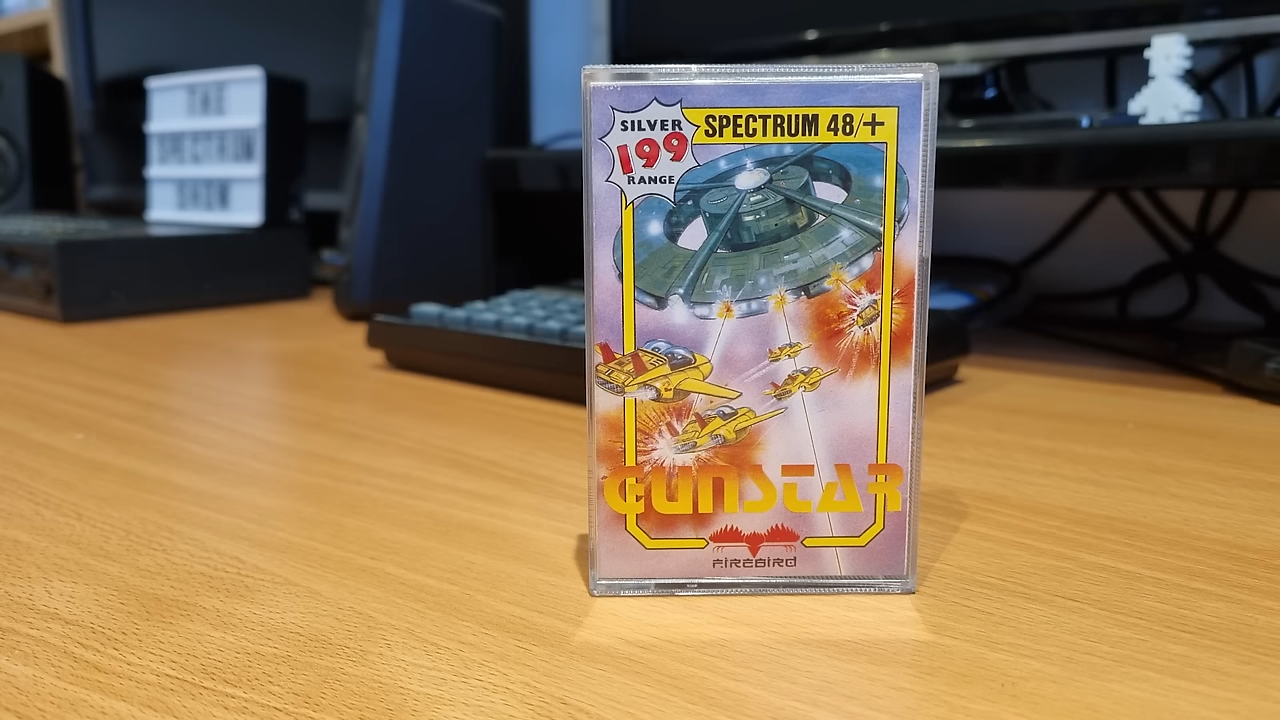 THE
SPECTRUM
SHOW
SILVER
199
RANGE
SPECTRUM 48/+
GUNSTAR
FIREBIRD